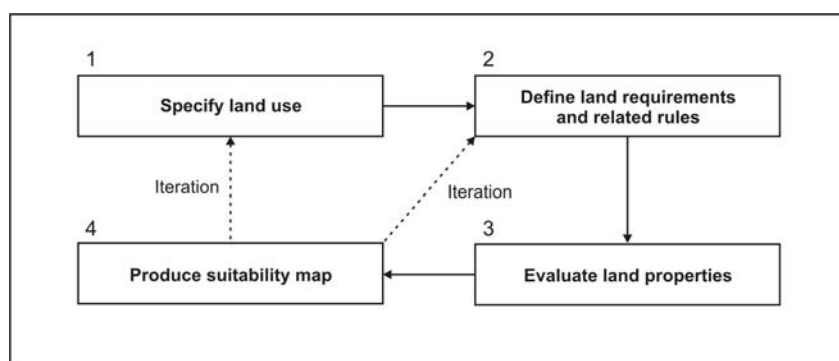 1
Specify land use
2
Define land requirements
and related rules
Iteration
Iteration
4
Produce suitability map
3
Evaluate land properties